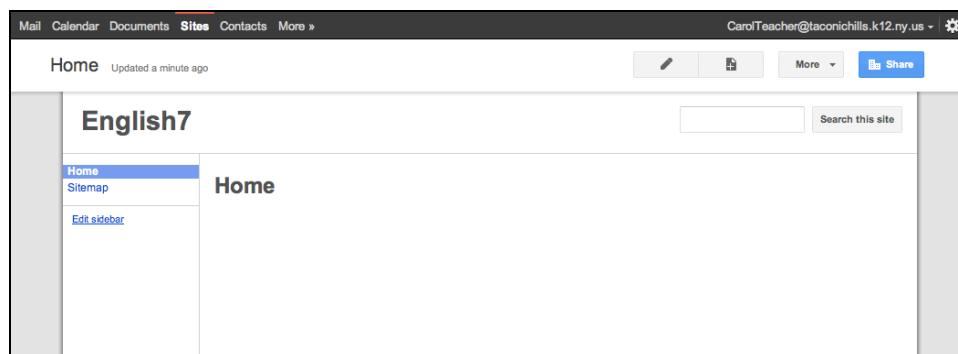 Mail Calendar Documents Sites Contacts More » CarolTeacher@taconichills.k12.ny.us
Home Updated a minute ago More Share
English7 Search this site
Home
Sitemap
Edit sidebar
Home